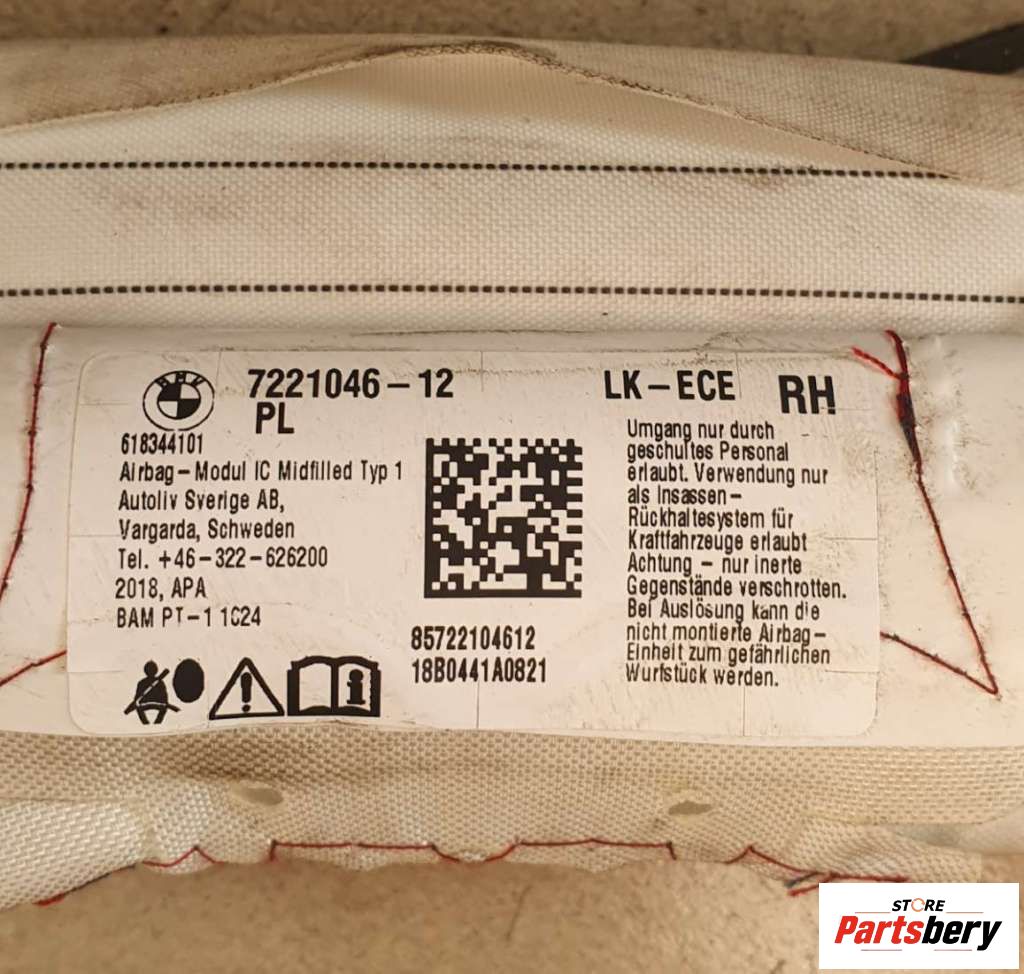 BMW
7221046-12
PL
618344101
Airbag-Modul IC Midfilled Typ 1
Autoliv Sverige AB,
Vargarda, Schweden
Tel. +46-322-626200
2018, APA
BAM PT-1 1024
85722104612
18B0441A0821
LK-ECE RH
Umgang nur durch
geschultes Personal
erlaubt. Verwendung nur
als Insassen-
Rückhaltesystem für
Kraftfahrzeuge erlaubt
Achtung - nur inerte
Gegenstände verschrotten.
Bei Auslösung kann die
nicht montierte Airbag-
Einheit zum gefährlichen
Wurfstück werden.
STORE
Partsbery